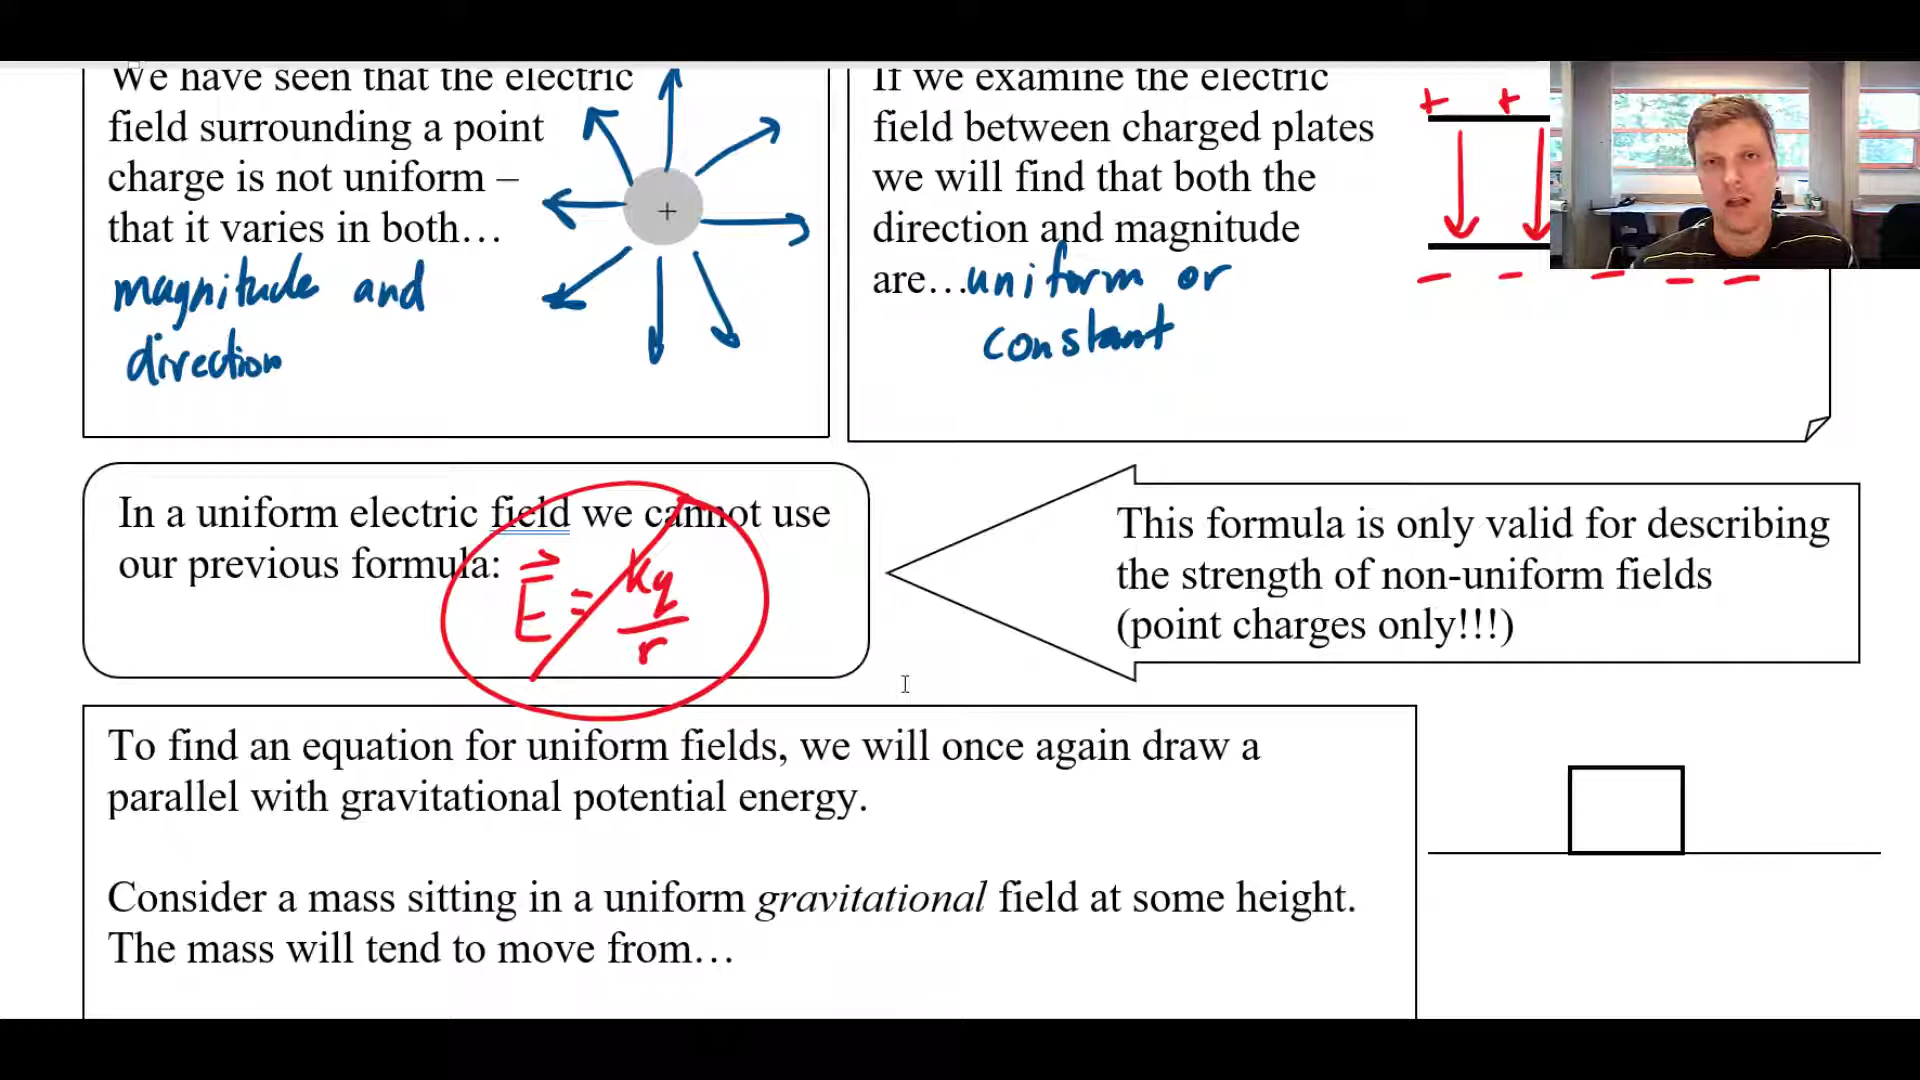 We have seen that the electric
field surrounding a point
charge is not uniform –
that it varies in both…
magnitude and
direction
+
If we examine the electric
field between charged plates
we will find that both the
direction and magnitude
are…uniform or
constant
+ +
− − − − −
In a uniform electric field we cannot use
our previous formula:
E⃗ = kq/r
This formula is only valid for describing
the strength of non-uniform fields
(point charges only!!!)
To find an equation for uniform fields, we will once again draw a
parallel with gravitational potential energy.
Consider a mass sitting in a uniform gravitational field at some height.
The mass will tend to move from…